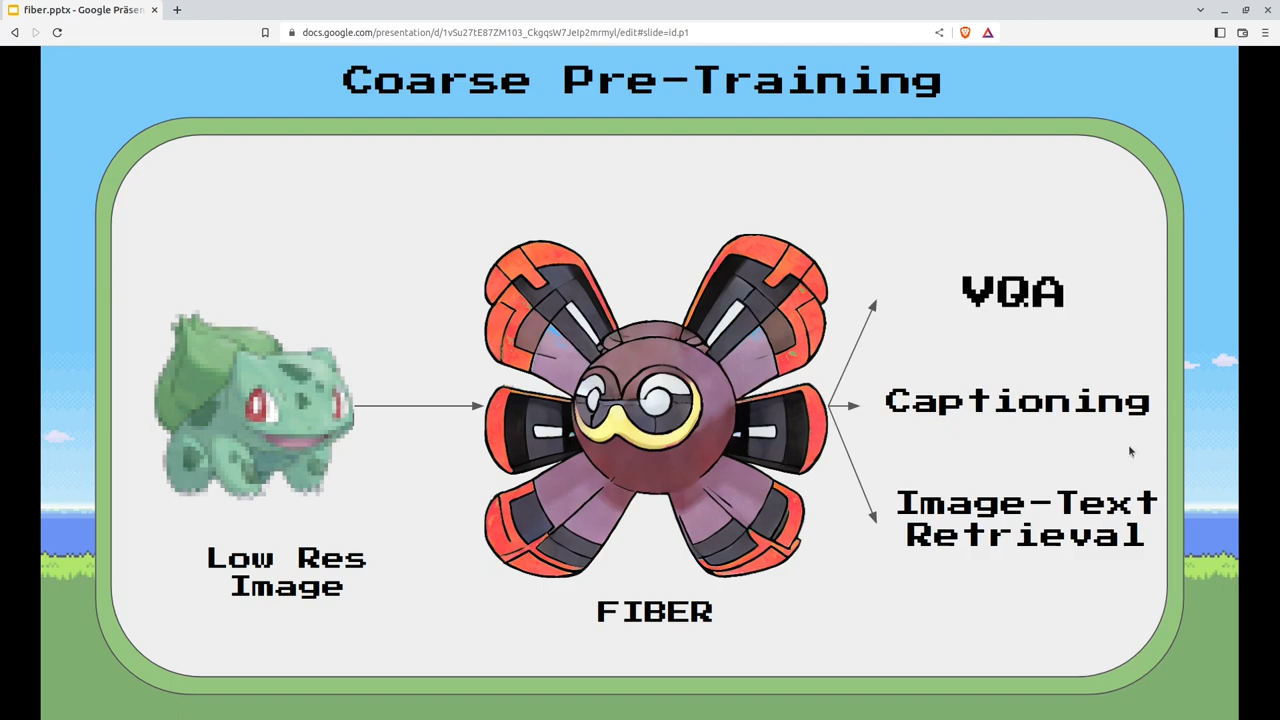 fiber.pptx - Google Präsen
docs.google.com/presentation/d/1vSu27tE87ZM103_CkgqsW7JeIp2mrmyl/edit#slide=id.p1
Coarse Pre-Training
VQA
Captioning
Image-Text
Retrieval
Low Res
Image
FIBER